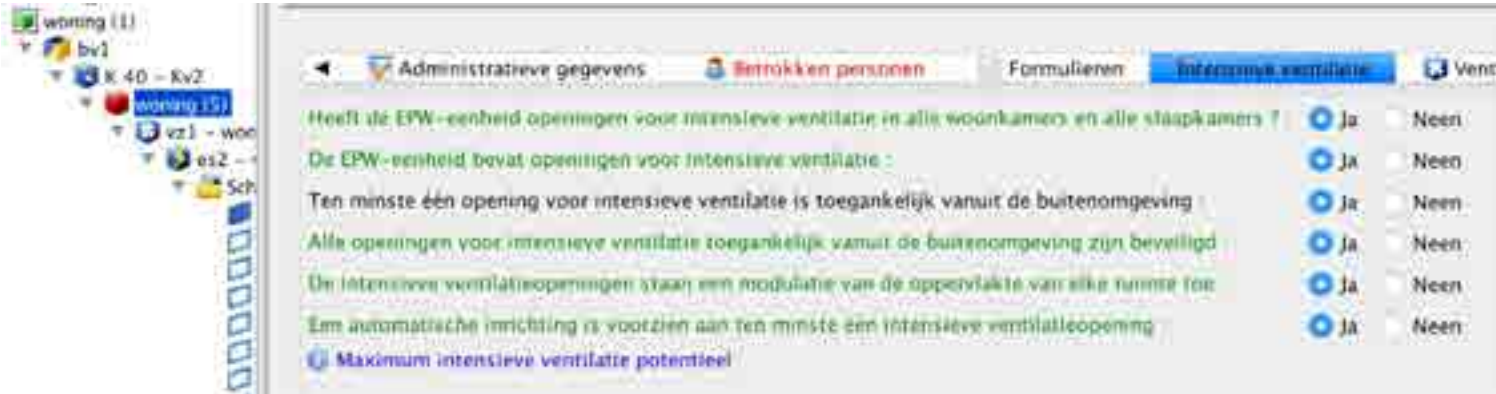 woning (1)
bv1
K 40 - Kv2
woning (5)
vz1 - won
es2 -
Sch
Administratieve gegevens
Betrokken personen
Formulieren
Intensieve ventilatie
Vent
Heeft de EPW-eenheid openingen voor intensieve ventilatie in alle woonkamers en alle slaapkamers ?
Ja Neen
De EPW-eenheid bevat openingen voor intensieve ventilatie :
Ja Neen
Ten minste één opening voor intensieve ventilatie is toegankelijk vanuit de buitenomgeving :
Ja Neen
Alle openingen voor intensieve ventilatie toegankelijk vanuit de buitenomgeving zijn beveiligd
Ja Neen
De intensieve ventilatieopeningen staan een modulatie van de oppervlakte van elke ruimte toe
Ja Neen
Een automatische inrichting is voorzien aan ten minste één intensieve ventilatieopening
Ja Neen
Maximum intensieve ventilatie potentieel